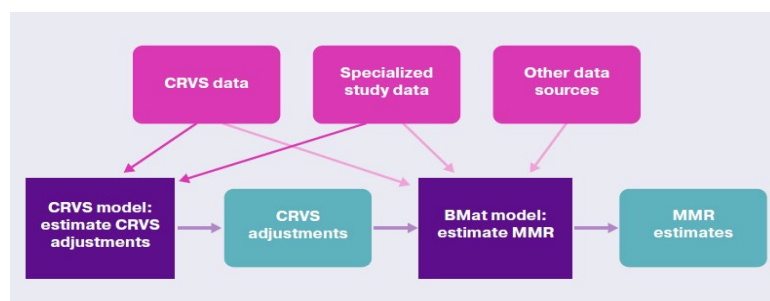 CRVS data
Specialized
study data
Other data
sources
CRVS model:
estimate CRVS
adjustments
CRVS
adjustments
BMat model:
estimate MMR
MMR
estimates